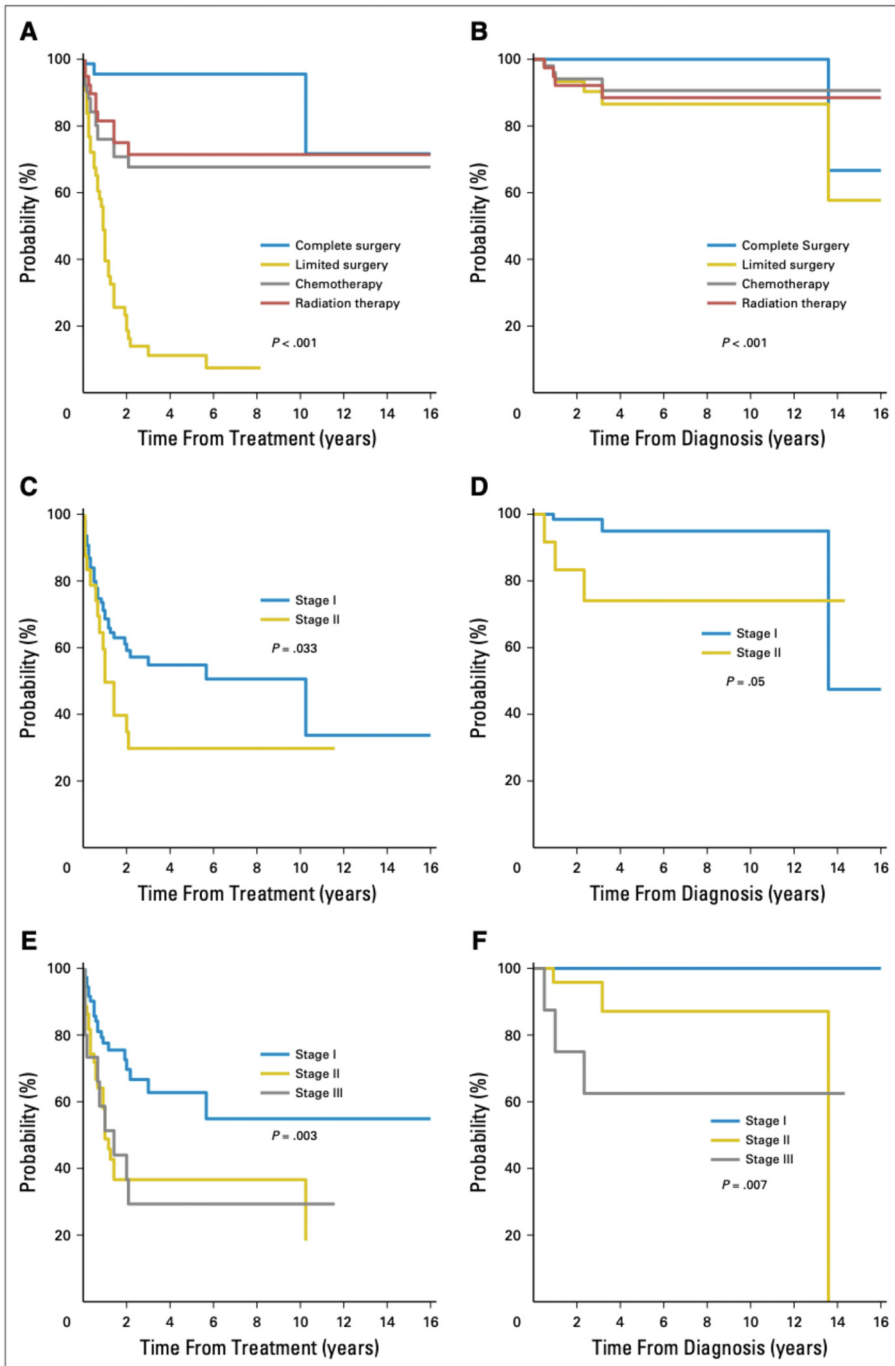 A
Probability (%)
100
80
60
40
20
0
Complete surgery
Limited surgery
Chemotherapy
Radiation therapy
P < .001
2 4 6 8 10 12 14 16
Time From Treatment (years)
B
Probability (%)
100
80
60
40
20
0
Complete Surgery
Limited surgery
Chemotherapy
Radiation therapy
P < .001
2 4 6 8 10 12 14 16
Time From Diagnosis (years)
C
Probability (%)
100
80
60
40
20
0
Stage I
Stage II
P = .033
2 4 6 8 10 12 14 16
Time From Treatment (years)
D
Probability (%)
100
80
60
40
20
0
Stage I
Stage II
P = .05
2 4 6 8 10 12 14 16
Time From Diagnosis (years)
E
Probability (%)
100
80
60
40
20
0
Stage I
Stage II
Stage III
P = .003
2 4 6 8 10 12 14 16
Time From Treatment (years)
F
Probability (%)
100
80
60
40
20
0
Stage I
Stage II
Stage III
P = .007
2 4 6 8 10 12 14 16
Time From Diagnosis (years)